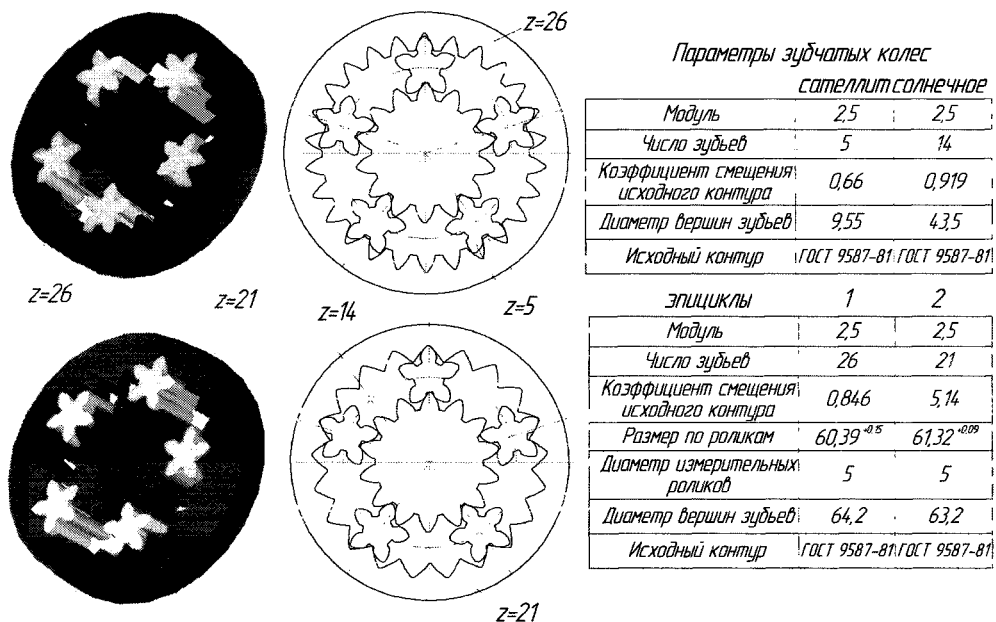 z=26
z=26
z=21
z=14
z=5
z=21
Параметры зубчатых колес
сателлит солнечное
Модуль 2,5 2,5
Число зубьев 5 14
Коэффициент смещения исходного контура 0,66 0,919
Диаметр вершин зубьев 9,55 43,5
Исходный контур ГОСТ 9587-81 ГОСТ 9587-81
эпициклы 1 2
Модуль 2,5 2,5
Число зубьев 26 21
Коэффициент смещения исходного контура 0,846 5,14
Размер по роликам 60,39 +0.15 61,32 +0.09
Диаметр измерительных роликов 5 5
Диаметр вершин зубьев 64,2 63,2
Исходный контур ГОСТ 9587-81 ГОСТ 9587-81